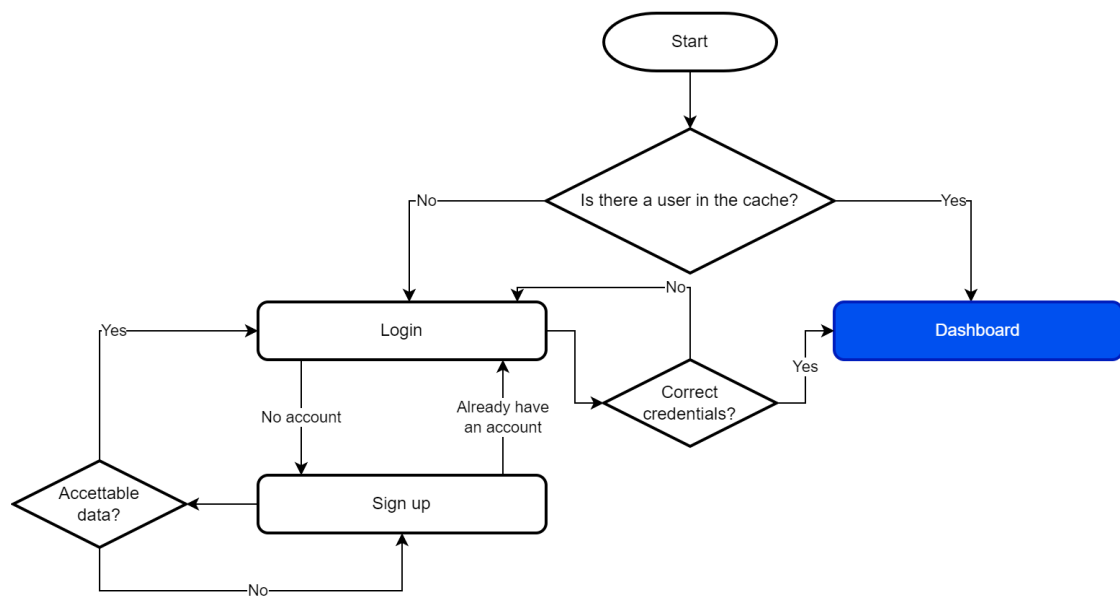 Start
Is there a user in the cache?
No
Yes
No
Login
Dashboard
Yes
Yes
Correct
credentials?
No account
Already have
an account
Accettable
data?
Sign up
No